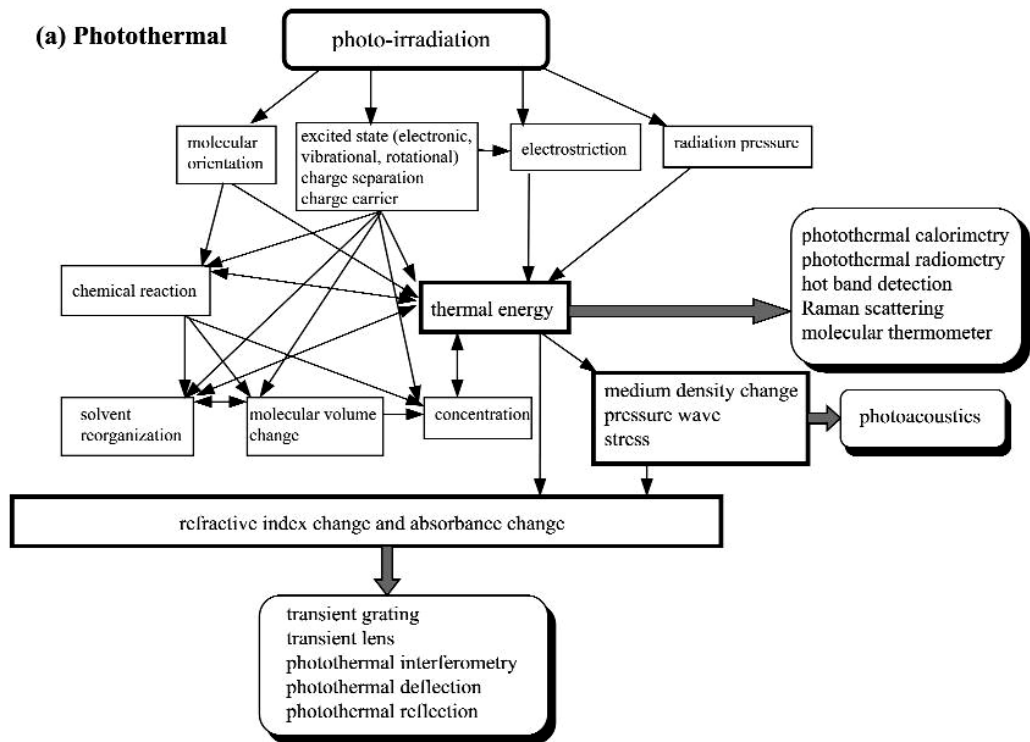 (a) Photothermal
photo-irradiation
molecular
orientation
excited state (electronic,
vibrational, rotational)
charge separation
charge carrier
electrostriction
radiation pressure
photothermal calorimetry
photothermal radiometry
hot band detection
Raman scattering
molecular thermometer
chemical reaction
thermal energy
solvent
reorganization
molecular volume
change
concentration
medium density change
pressure wave
stress
photoacoustics
refractive index change and absorbance change
transient grating
transient lens
photothermal interferometry
photothermal deflection
photothermal reflection